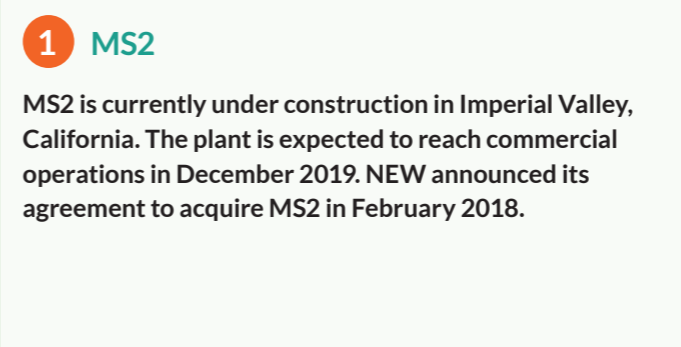 1 MS2
MS2 is currently under construction in Imperial Valley,
California. The plant is expected to reach commercial
operations in December 2019. NEW announced its
agreement to acquire MS2 in February 2018.